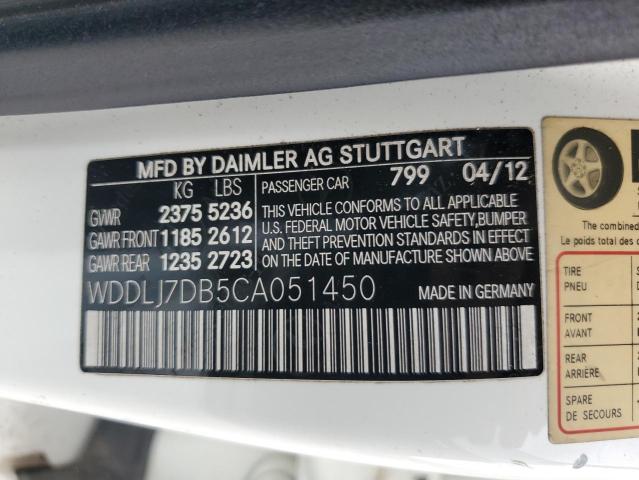 MFD BY DAIMLER AG STUTTGART
KG LBS
GVWR 2375 5236
GAWR FRONT 1185 2612
GAWR REAR 1235 2723
PASSENGER CAR 799 04/12
THIS VEHICLE CONFORMS TO ALL APPLICABLE
U.S. FEDERAL MOTOR VEHICLE SAFETY, BUMPER
AND THEFT PREVENTION STANDARDS IN EFFECT
ON THE DATE OF MANUFACTURE SHOWN ABOVE
WDDLJ7DB5CA051450 MADE IN GERMANY
The combined
Le poids total des
TIRE
PNEU
FRONT
AVANT
REAR
ARRIÈRE
SPARE
DE SECOURS